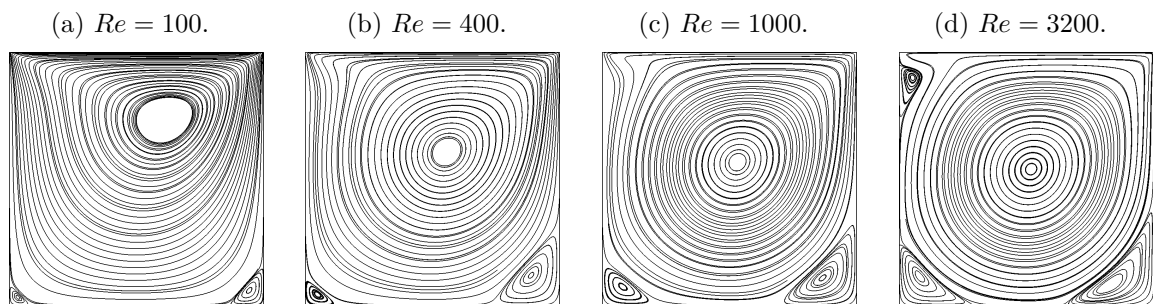 (a) Re = 100. (b) Re = 400. (c) Re = 1000. (d) Re = 3200.